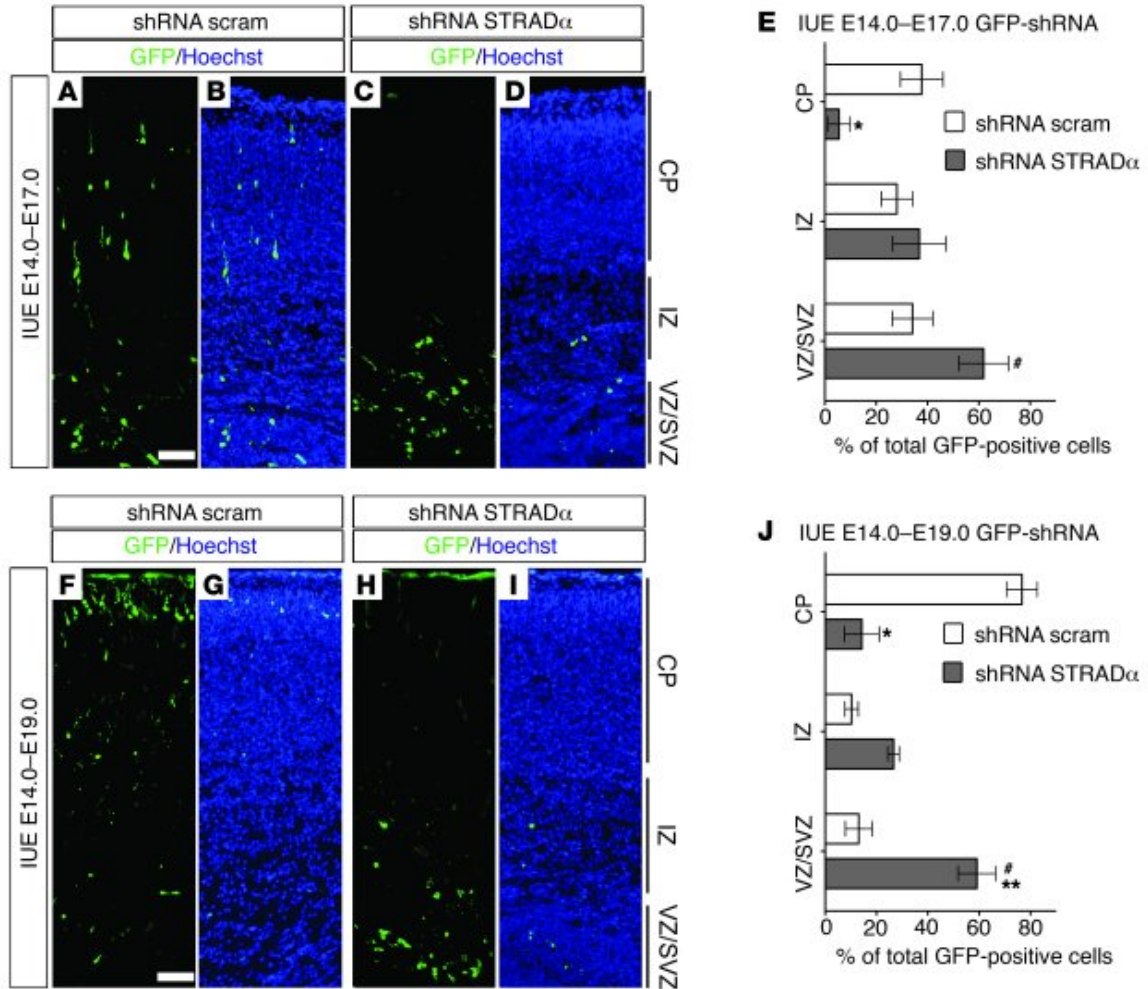 shRNA scram
shRNA STRADα
GFP/Hoechst
GFP/Hoechst
IUE E14.0–E17.0
A
B
C
D
CP
IZ
VZ/SVZ
E IUE E14.0–E17.0 GFP-shRNA
CP
*
IZ
VZ/SVZ
#
shRNA scram
shRNA STRADα
0 20 40 60 80
% of total GFP-positive cells
shRNA scram
shRNA STRADα
GFP/Hoechst
GFP/Hoechst
IUE E14.0–E19.0
F
G
H
I
CP
IZ
VZ/SVZ
J IUE E14.0–E19.0 GFP-shRNA
CP
*
IZ
VZ/SVZ
#
**
shRNA scram
shRNA STRADα
0 20 40 60 80
% of total GFP-positive cells